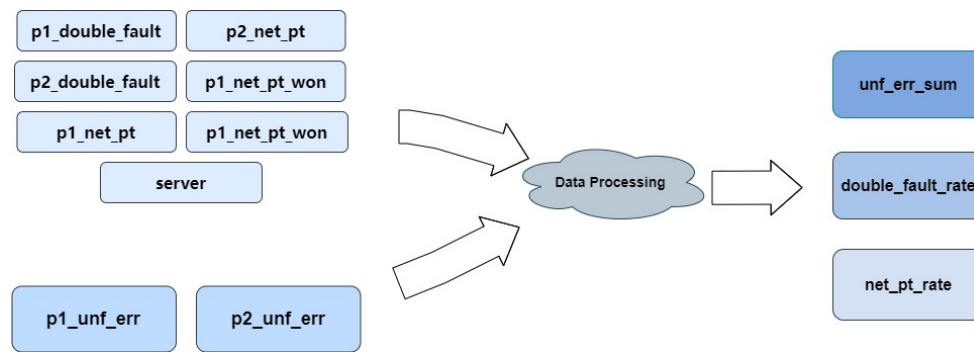 p1_double_fault
p2_net_pt
p2_double_fault
p1_net_pt_won
p1_net_pt
p1_net_pt_won
server
p1_unf_err
p2_unf_err
Data Processing
unf_err_sum
double_fault_rate
net_pt_rate